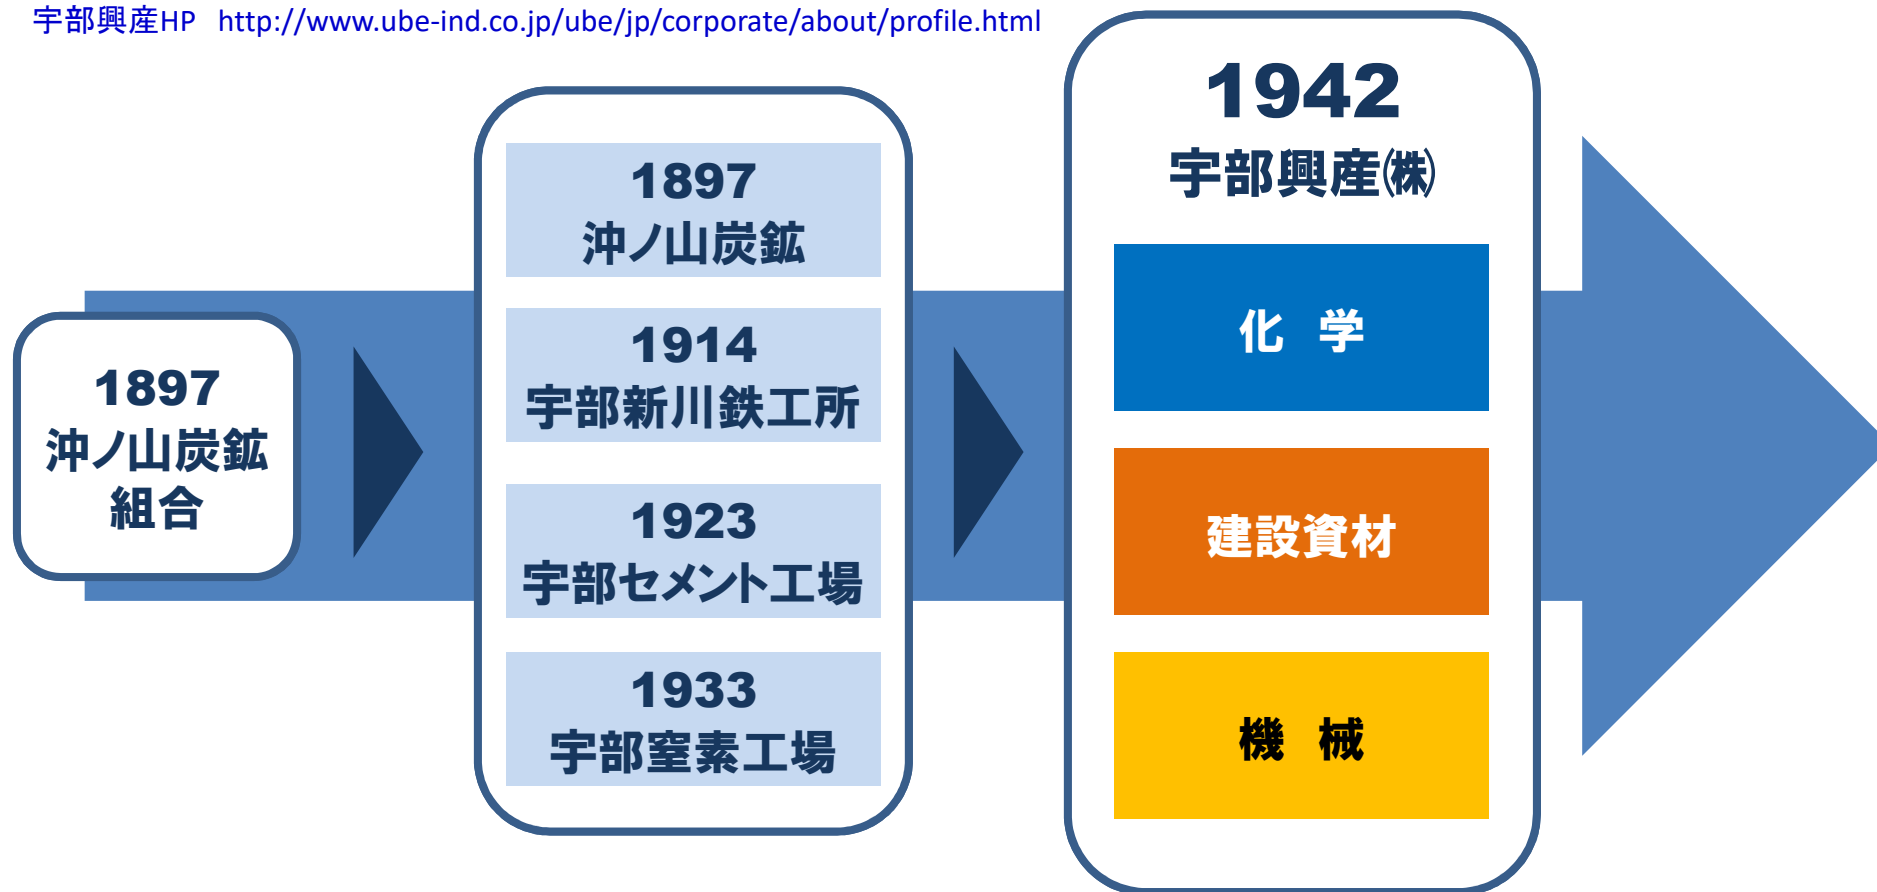 宇部興産HP　http://www.ube-ind.co.jp/ube/jp/corporate/about/profile.html
1897
沖ノ山炭鉱
組合
1897
沖ノ山炭鉱
1914
宇部新川鉄工所
1923
宇部セメント工場
1933
宇部窒素工場
1942
宇部興産㈱
化　学
建設資材
機　械